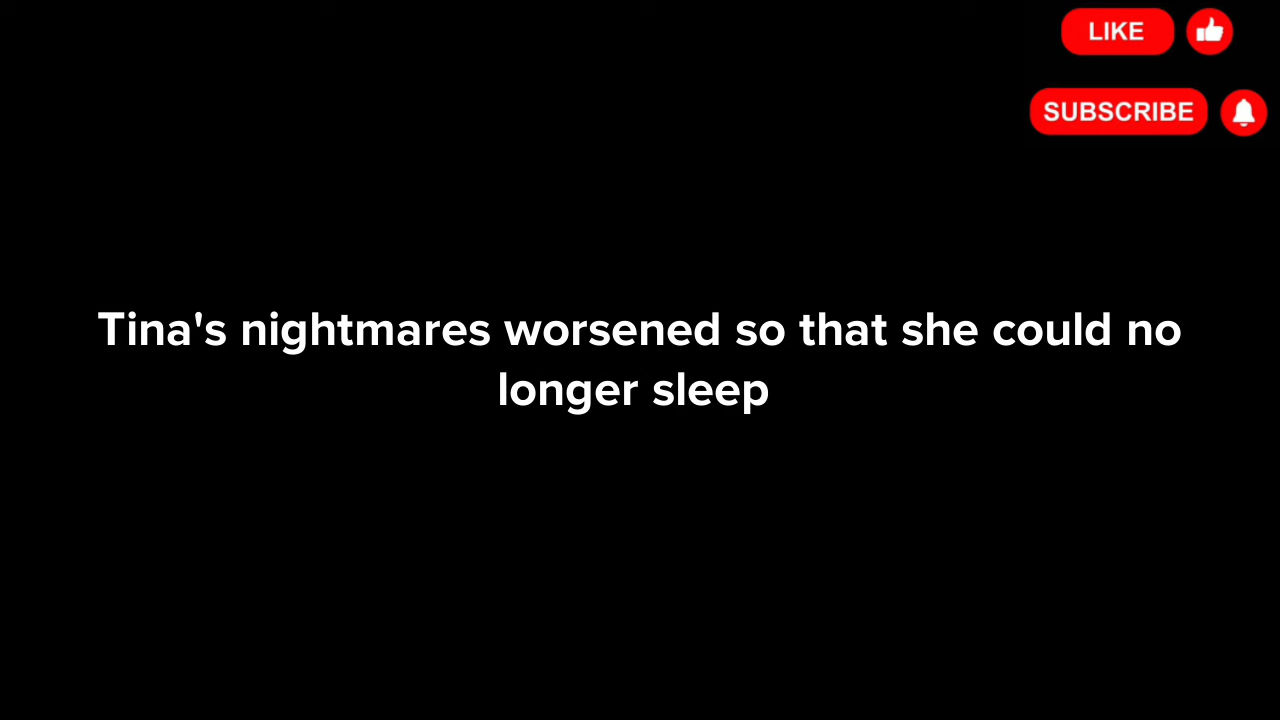 LIKE
SUBSCRIBE
Tina's nightmares worsened so that she could no
longer sleep